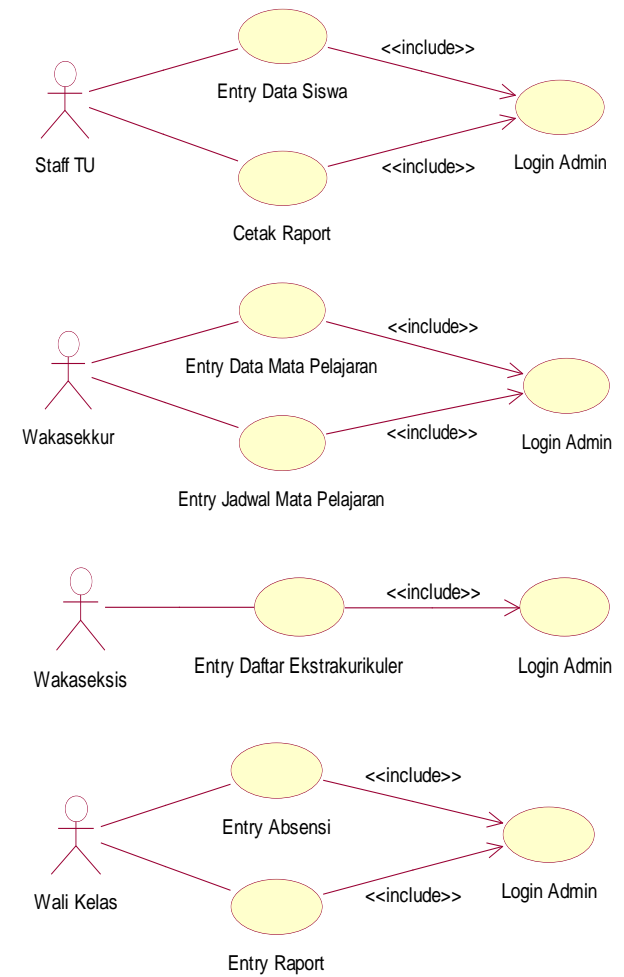 <<include>>
Entry Data Siswa
Staff TU
<<include>>
Login Admin
Cetak Raport
<<include>>
Entry Data Mata Pelajaran
Wakasekkur
<<include>>
Login Admin
Entry Jadwal Mata Pelajaran
<<include>>
Wakaseksis
Entry Daftar Ekstrakurikuler
Login Admin
<<include>>
Entry Absensi
Wali Kelas
<<include>>
Login Admin
Entry Raport